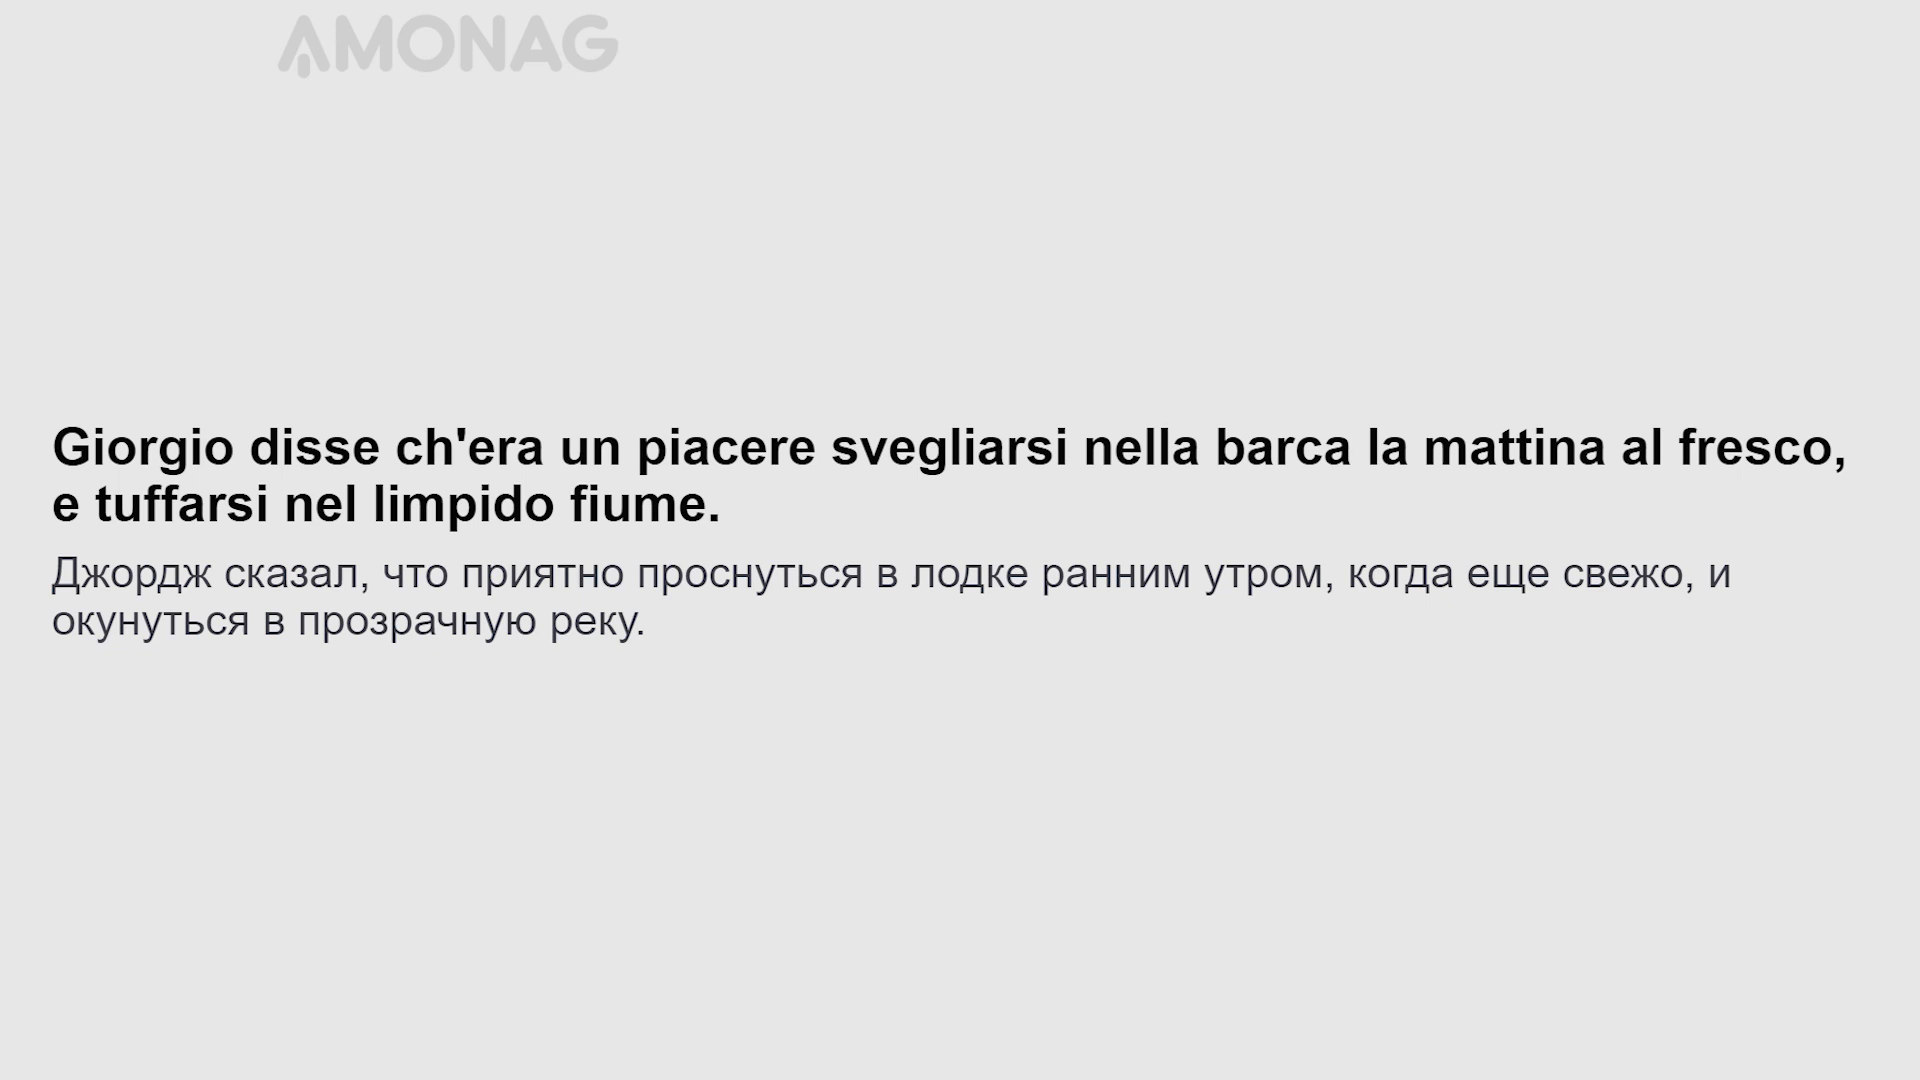 AMONAG
Giorgio disse ch'era un piacere svegliarsi nella barca la mattina al fresco,
e tuffarsi nel limpido fiume.
Джордж сказал, что приятно проснуться в лодке ранним утром, когда еще свежо, и
окунуться в прозрачную реку.